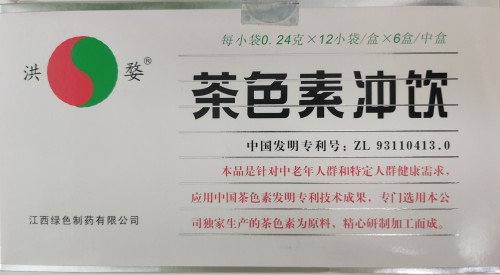 每小袋0.24克×12小袋/盒×6盒/中盒
洪 婺®
茶色素冲饮
中国发明专利号: ZL 93110413.0
本品是针对中老年人群和特定人群健康需求,
应用中国茶色素发明专利技术成果, 专门选用本公
司独家生产的茶色素为原料, 精心研制加工而成。
江西绿色制药有限公司